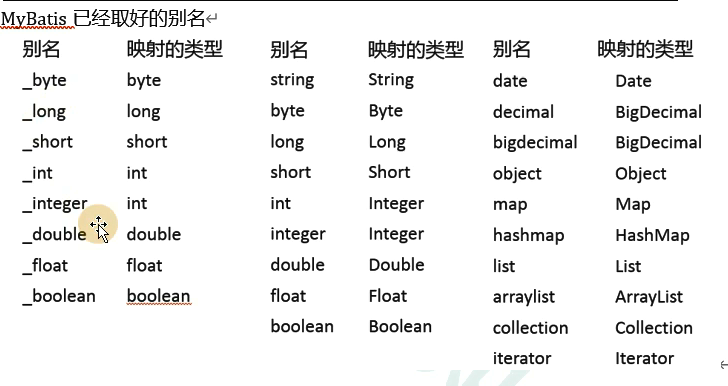 MyBatis 已经取好的别名
别名 映射的类型 别名 映射的类型 别名 映射的类型
_byte byte string String date Date
_long long byte Byte decimal BigDecimal
_short short long Long bigdecimal BigDecimal
_int int short Short object Object
_integer int int Integer map Map
_double double integer Integer hashmap HashMap
_float float double Double list List
_boolean boolean float Float arraylist ArrayList
boolean Boolean collection Collection
iterator Iterator